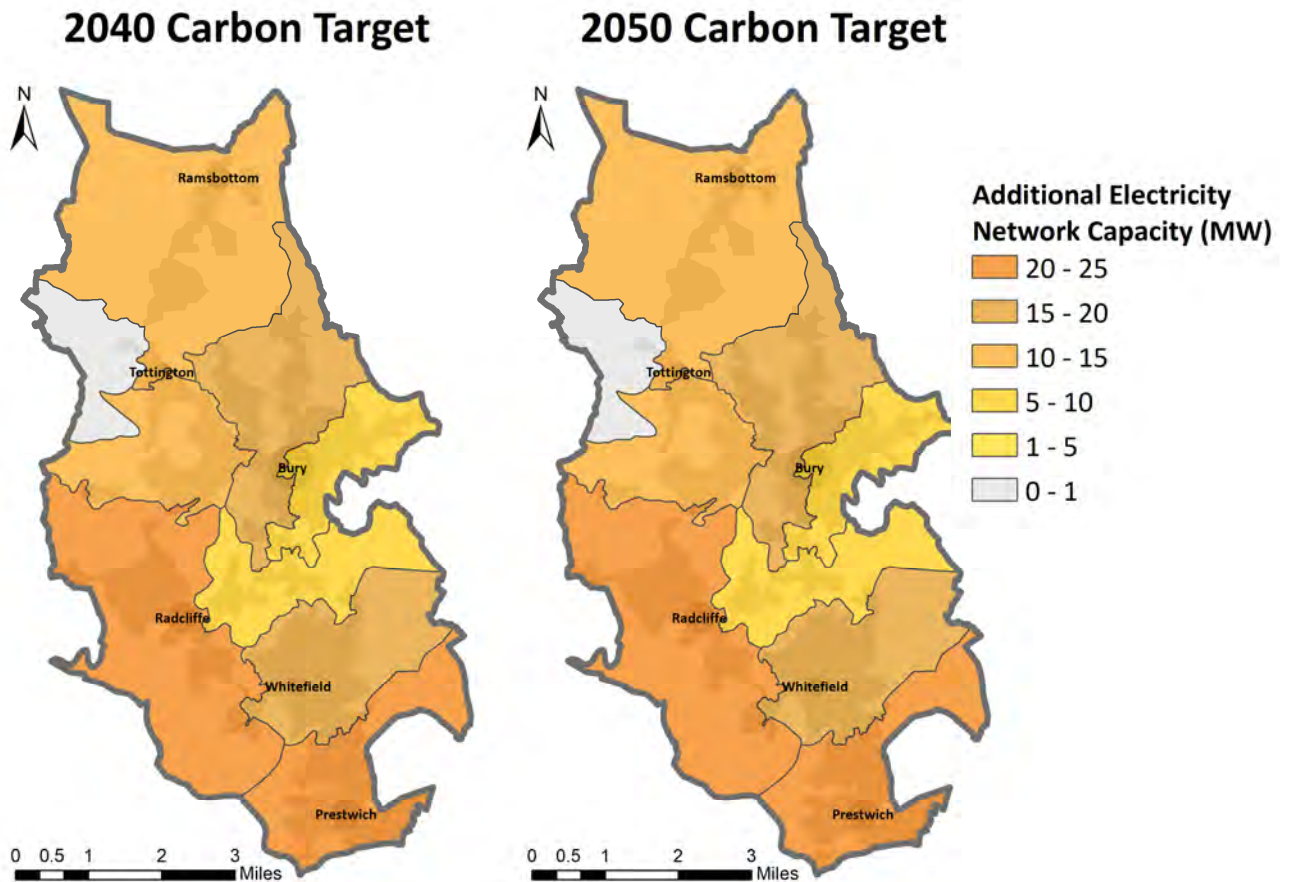 2040 Carbon Target
2050 Carbon Target
N
N
Ramsbottom
Ramsbottom
Additional Electricity
Network Capacity (MW)
20 - 25
15 - 20
10 - 15
5 - 10
1 - 5
0 - 1
Tottington
Tottington
Bury
Bury
Radcliffe
Radcliffe
Whitefield
Whitefield
Prestwich
Prestwich
0 0.5 1 2 3
Miles
0 0.5 1 2 3
Miles